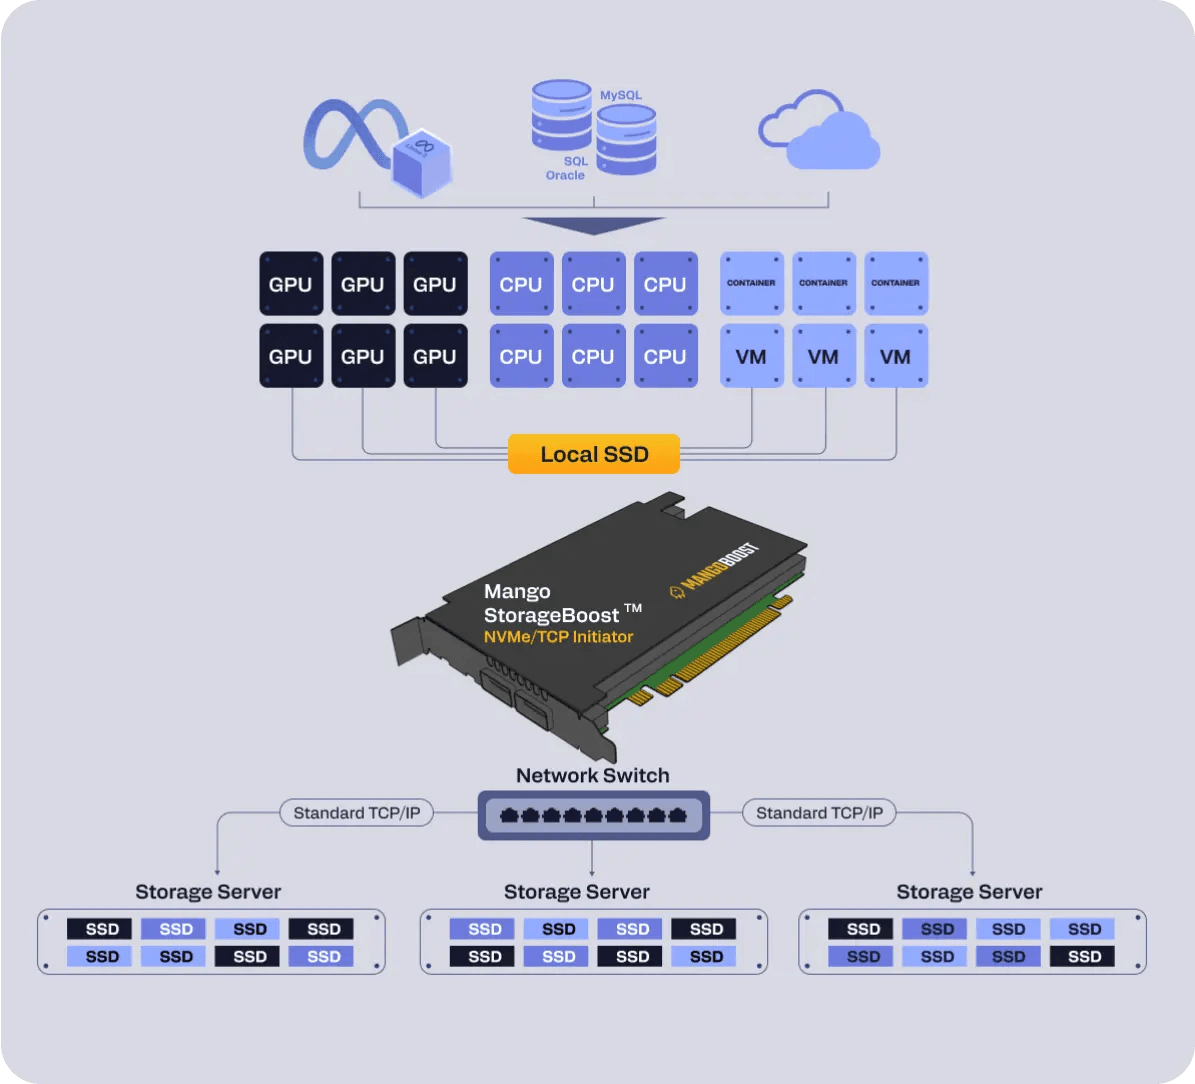 MySQL
SQL
Oracle
GPU GPU GPU CPU CPU CPU CONTAINER CONTAINER CONTAINER
GPU GPU GPU CPU CPU CPU VM VM VM
Local SSD
MANGOBOOST
Mango
StorageBoost™
NVMe/TCP Initiator
Network Switch
Standard TCP/IP Standard TCP/IP
Storage Server Storage Server Storage Server
SSD SSD SSD SSD SSD SSD SSD SSD SSD SSD SSD SSD
SSD SSD SSD SSD SSD SSD SSD SSD SSD SSD SSD SSD